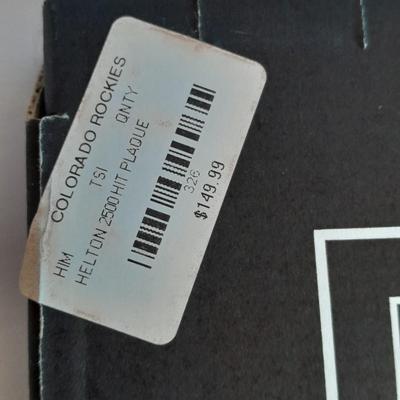 COLORADO ROCKIES
TSI QNTY
HIM
HELTON 2500 HIT PLAQUE
326
$149.99